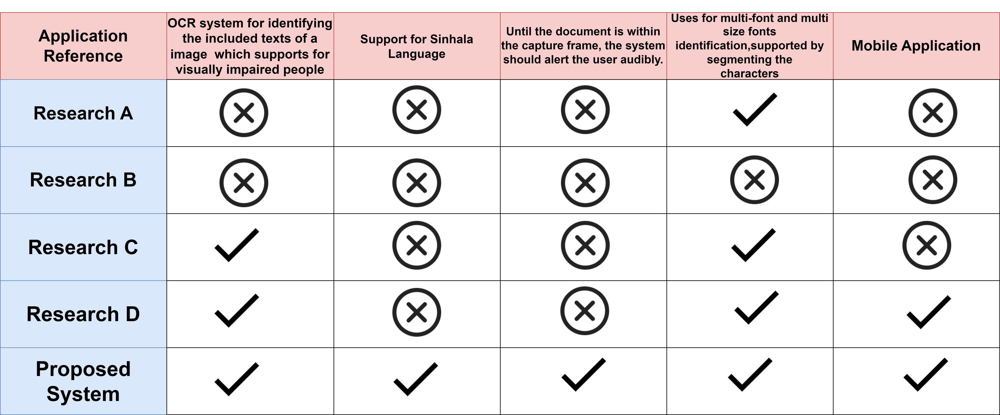 Application
Reference
OCR system for identifying
the included texts of a
image  which supports for
visually impaired people
Support for Sinhala
Language
Until the document is within
the capture frame, the system
should alert the user audibly.
Uses for multi-font and multi
size fonts
identification,supported by
segmenting the
characters
Mobile Application
Research A
Research B
Research C
Research D
Proposed
System